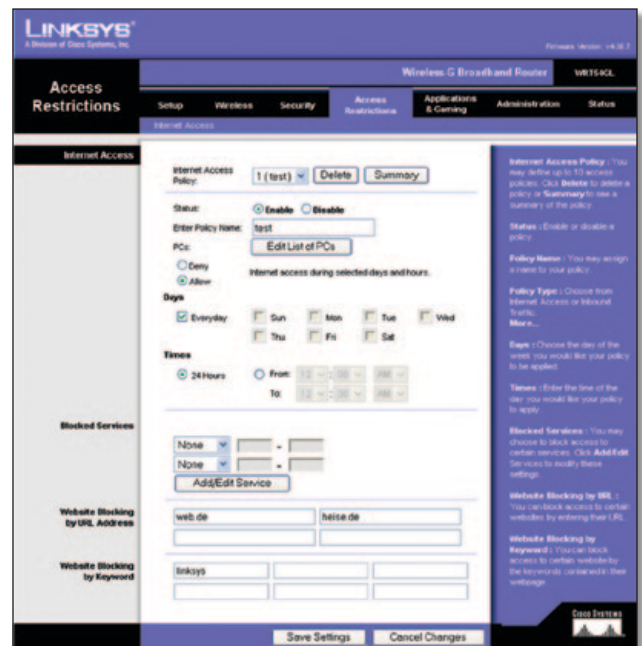 LINKSYS®
A Division of Cisco Systems, Inc.
Wireless-G Broadband Router
WRT54GL
Access Restrictions
Setup
Wireless
Security
Access Restrictions
Applications & Gaming
Administration
Status
Internet Access
Internet Access
Internet Access Policy:
1 (test)
Delete
Summary
Status:
Enable
Disable
Enter Policy Name:
test
PCs:
Edit List of PCs
Deny
Allow
Internet access during selected days and hours.
Days
Everyday
Sun
Mon
Tue
Wed
Thu
Fri
Sat
Times
24 Hours
From:
12 : 00 AM
To:
12 : 00 AM
Blocked Services
None
-
None
-
Add/Edit Service
Website Blocking by URL Address
web.de
heise.de
Website Blocking by Keyword
linksys
Save Settings
Cancel Changes
Internet Access Policy : You
may define up to 10 access
policies. Click Delete to delete a
policy or Summary to see a
summary of the policy.
Status : Enable or disable a
policy.
Policy Name : You may assign
a name to your policy.
Policy Type : Choose from
Internet Access or Inbound
Traffic.
More...
Days : Choose the day of the
week you would like your policy
to be applied.
Times : Enter the time of the
day you would like your policy
to apply.
Blocked Services : You may
choose to block access to
certain services. Click Add/Edit
Services to modify these
settings.
Website Blocking by URL :
You can block access to certain
websites by entering their URL.
Website Blocking by
Keyword : You can block
access to certain website by
the keywords contained in their
webpage.
CISCO SYSTEMS